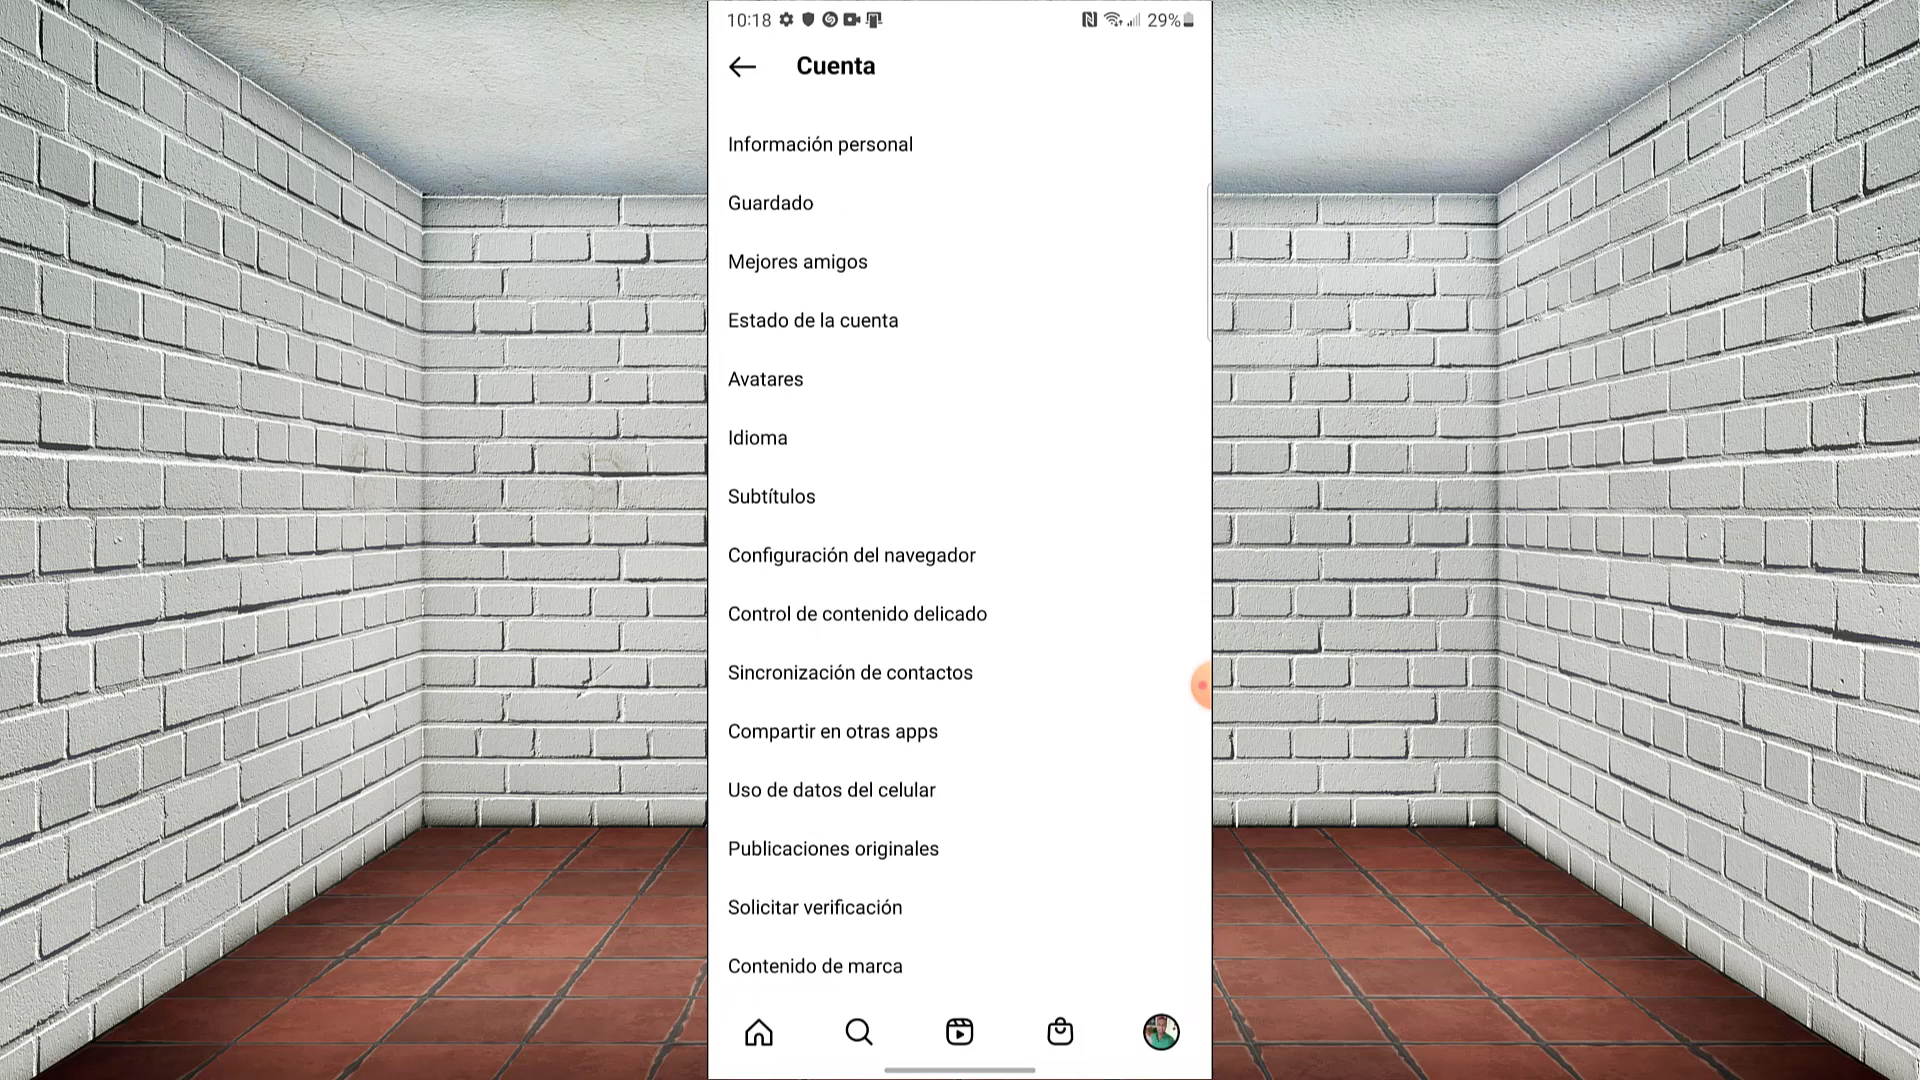 10:18 29%
Cuenta
Información personal
Guardado
Mejores amigos
Estado de la cuenta
Avatares
Idioma
Subtítulos
Configuración del navegador
Control de contenido delicado
Sincronización de contactos
Compartir en otras apps
Uso de datos del celular
Publicaciones originales
Solicitar verificación
Contenido de marca